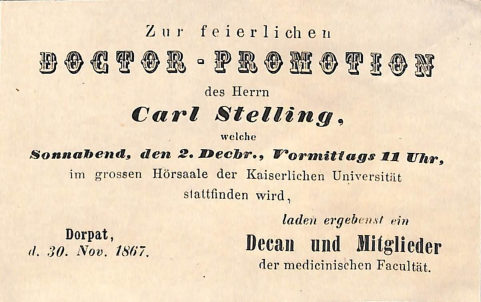 Zur feierlichen
DOCTOR-PROMOTION
des Herrn
Carl Stelling,
welche
Sonnabend, den 2. Decbr., Vormittags 11 Uhr,
im grossen Hörsaale der Kaiserlichen Universität
stattfinden wird,
laden ergebenst ein
Dorpat,
d. 30. Nov. 1867.
Decan und Mitglieder
der medicinischen Facultät.